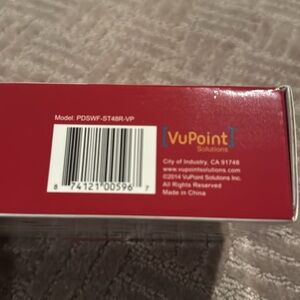 Model: PDSWF-ST48R-VP
8 74121 00596 7
[VuPoint]
Solutions
City of Industry, CA 91748
www.vupointsolutions.com
©2014 VuPoint Solutions Inc.
All Rights Reserved
Made in China